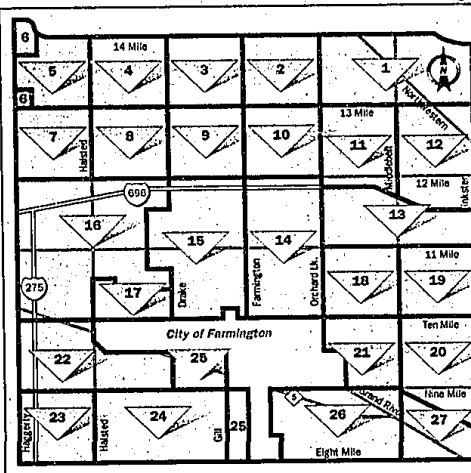 6
14 Mile
5
4
3
2
1
N
Northwestern
6
13 Mile
7
8
9
10
11
12
Halsted
Middlebelt
12 Mile
Inkster
696
13
16
15
14
11 Mile
275
17
Drake
Farmington
Orchard Lk.
18
19
City of Farmington
Ten Mile
22
25
21
20
5
Grand River
Nine Mile
23
24
25
26
27
Haggerty
Halsted
Gill
Eight Mile